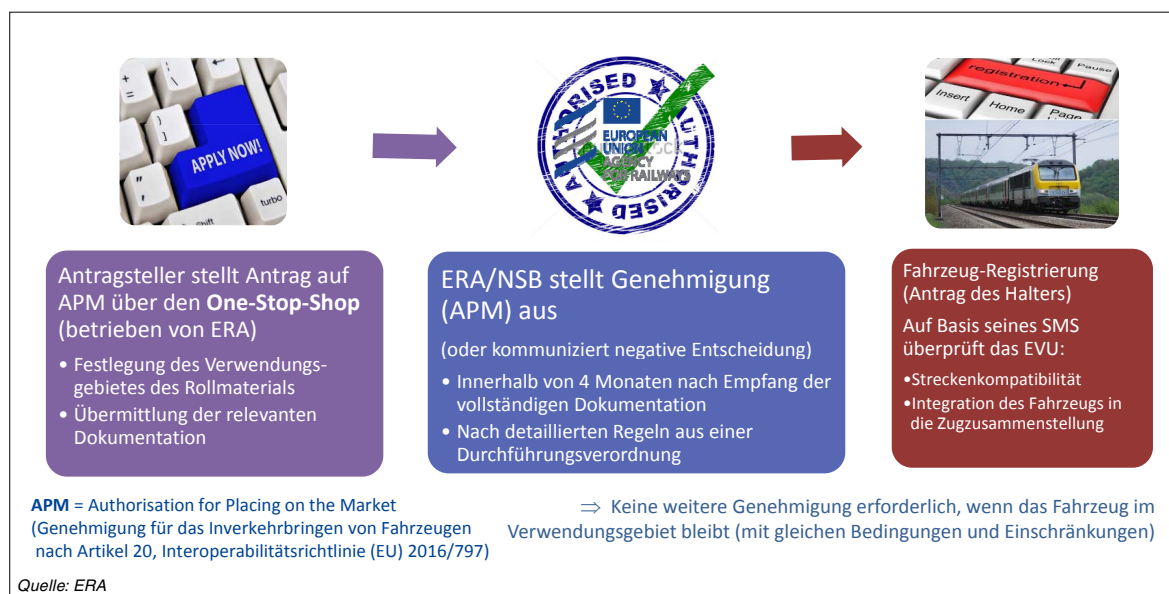 APPLY NOW!
Shift
turbo
AUTHORISED
AUTHORISED
EUROPEAN
UNION
AGENCY
FOR RAILWAYS
Lock
Pause
registration
Insert
Home
Page
Antragsteller stellt Antrag auf
APM über den One-Stop-Shop
(betrieben von ERA)
• Festlegung des Verwendungs-
gebietes des Rollmaterials
• Übermittlung der relevanten
Dokumentation
ERA/NSB stellt Genehmigung
(APM) aus
(oder kommuniziert negative Entscheidung)
• Innerhalb von 4 Monaten nach Empfang der
vollständigen Dokumentation
• Nach detaillierten Regeln aus einer
Durchführungsverordnung
Fahrzeug-Registrierung
(Antrag des Halters)
Auf Basis seines SMS
überprüft das EVU:
•Streckenkompatibilität
•Integration des Fahrzeugs in
die Zugzusammenstellung
APM = Authorisation for Placing on the Market
(Genehmigung für das Inverkehrbringen von Fahrzeugen
nach Artikel 20, Interoperabilitätsrichtlinie (EU) 2016/797)
⇒ Keine weitere Genehmigung erforderlich, wenn das Fahrzeug im
Verwendungsgebiet bleibt (mit gleichen Bedingungen und Einschränkungen)
Quelle: ERA